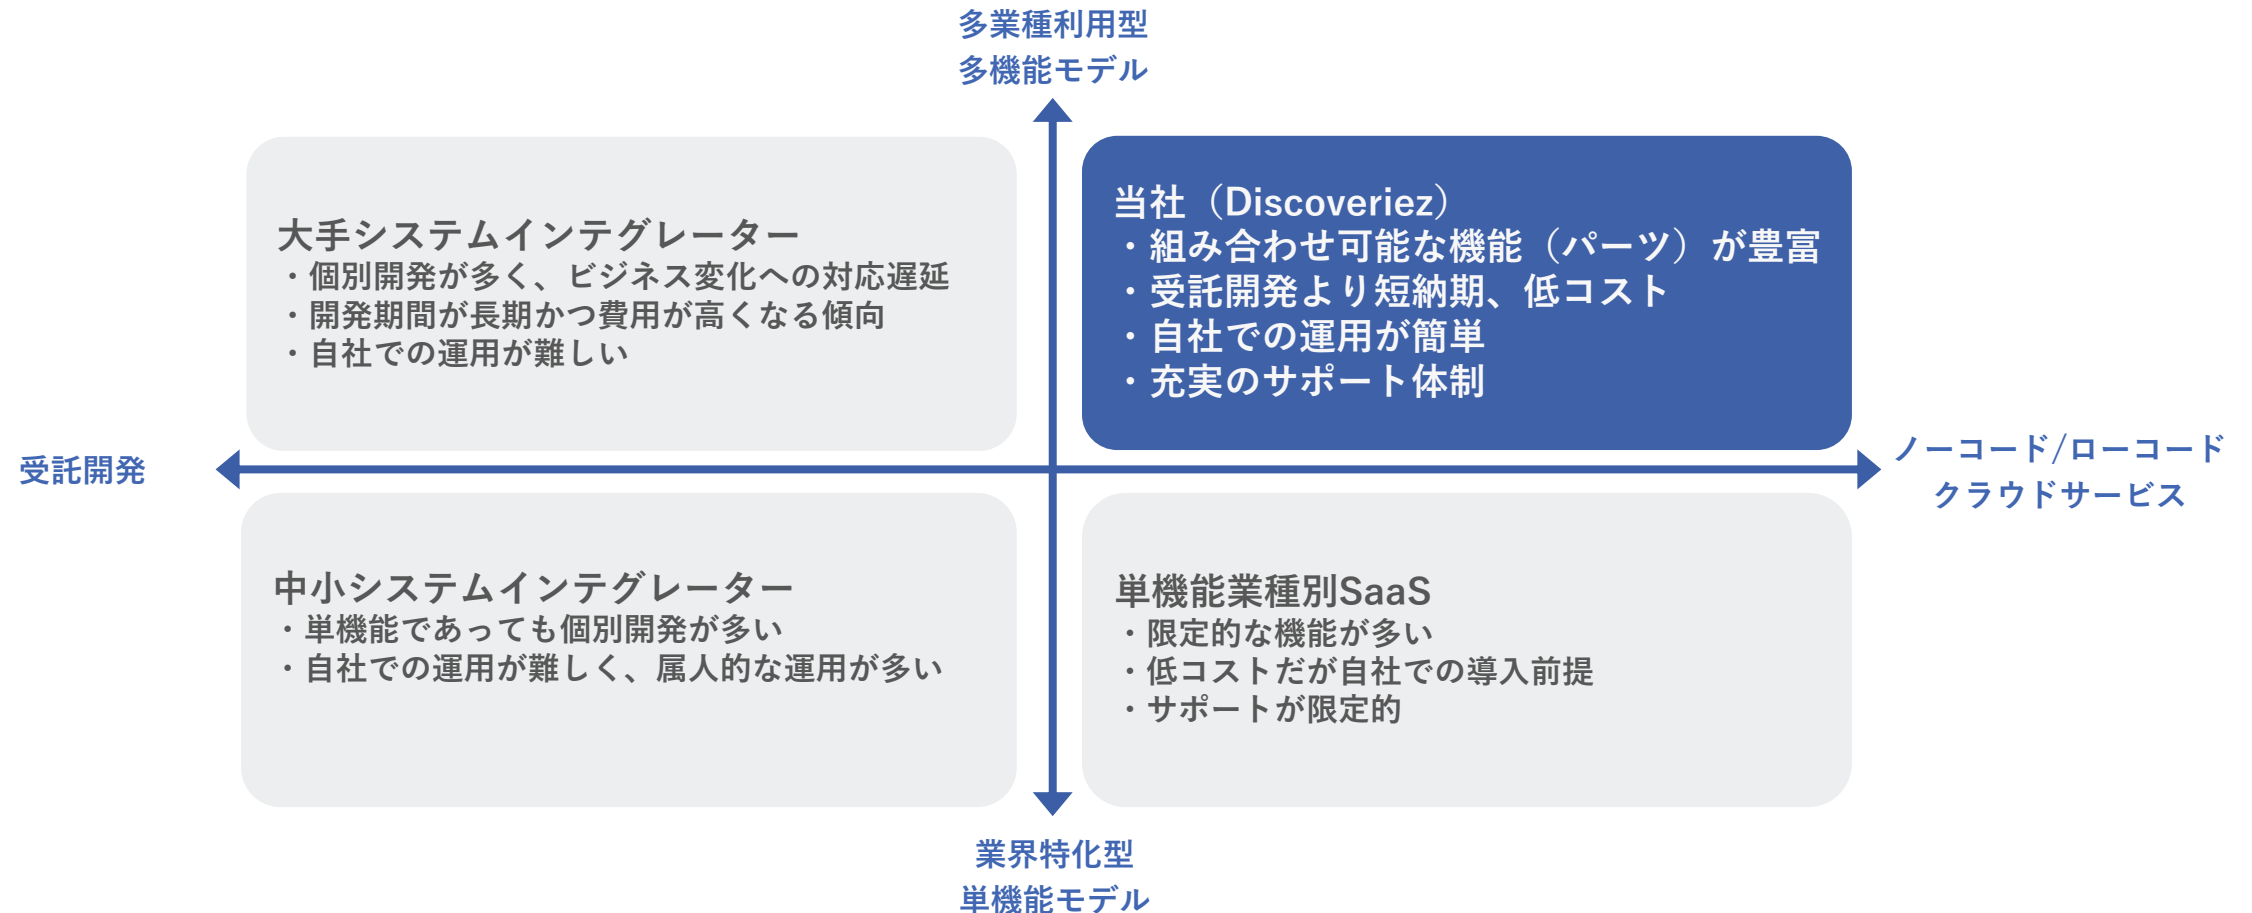 多業種利用型
多機能モデル
大手システムインテグレーター
・個別開発が多く、ビジネス変化への対応遅延
・開発期間が長期かつ費用が高くなる傾向
・自社での運用が難しい
当社（Discoveriez）
・組み合わせ可能な機能（パーツ）が豊富
・受託開発より短納期、低コスト
・自社での運用が簡単
・充実のサポート体制
受託開発
ノーコード/ローコード
クラウドサービス
中小システムインテグレーター
・単機能であっても個別開発が多い
・自社での運用が難しく、属人的な運用が多い
単機能業種別SaaS
・限定的な機能が多い
・低コストだが自社での導入前提
・サポートが限定的
業界特化型
単機能モデル